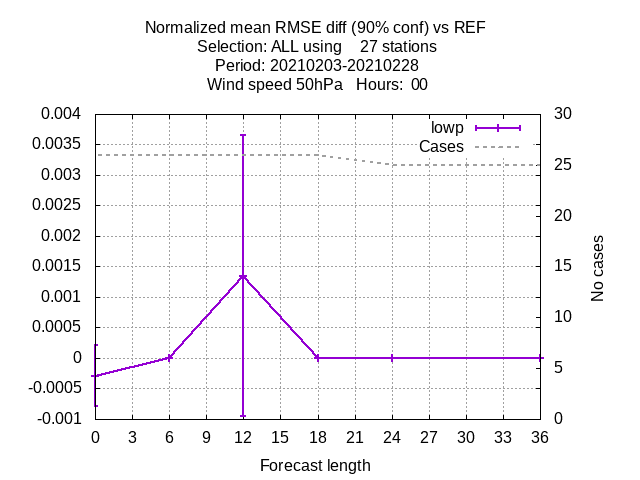 Normalized mean RMSE diff (90% conf) vs REF
Selection: ALL using 27 stations
Period: 20210203-20210228
Wind speed 50hPa Hours: 00
0.004
0.0035
0.003
0.0025
0.002
0.0015
0.001
0.0005
0
-0.0005
-0.001
lowp
Cases
30
25
20
15
10
5
0
No cases
0 3 6 9 12 15 18 21 24 27 30 33 36
Forecast length